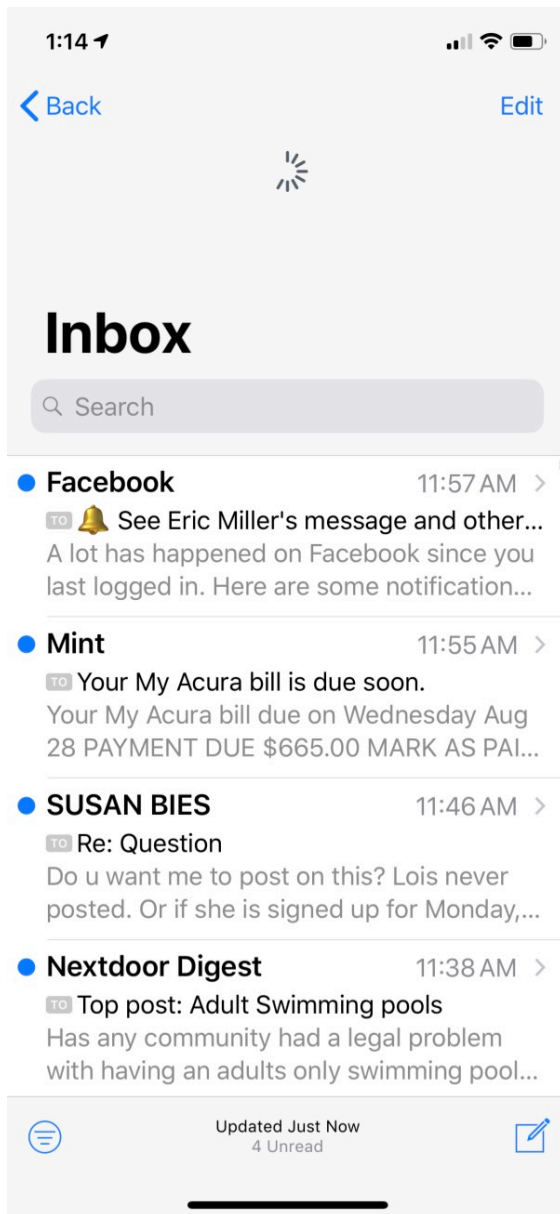 1:14
Back Edit
Inbox
Search
Facebook 11:57 AM
TO See Eric Miller's message and other...
A lot has happened on Facebook since you
last logged in. Here are some notification...
Mint 11:55 AM
TO Your My Acura bill is due soon.
Your My Acura bill due on Wednesday Aug
28 PAYMENT DUE $665.00 MARK AS PAI...
SUSAN BIES 11:46 AM
TO Re: Question
Do u want me to post on this? Lois never
posted. Or if she is signed up for Monday,...
Nextdoor Digest 11:38 AM
TO Top post: Adult Swimming pools
Has any community had a legal problem
with having an adults only swimming pool...
Updated Just Now
4 Unread